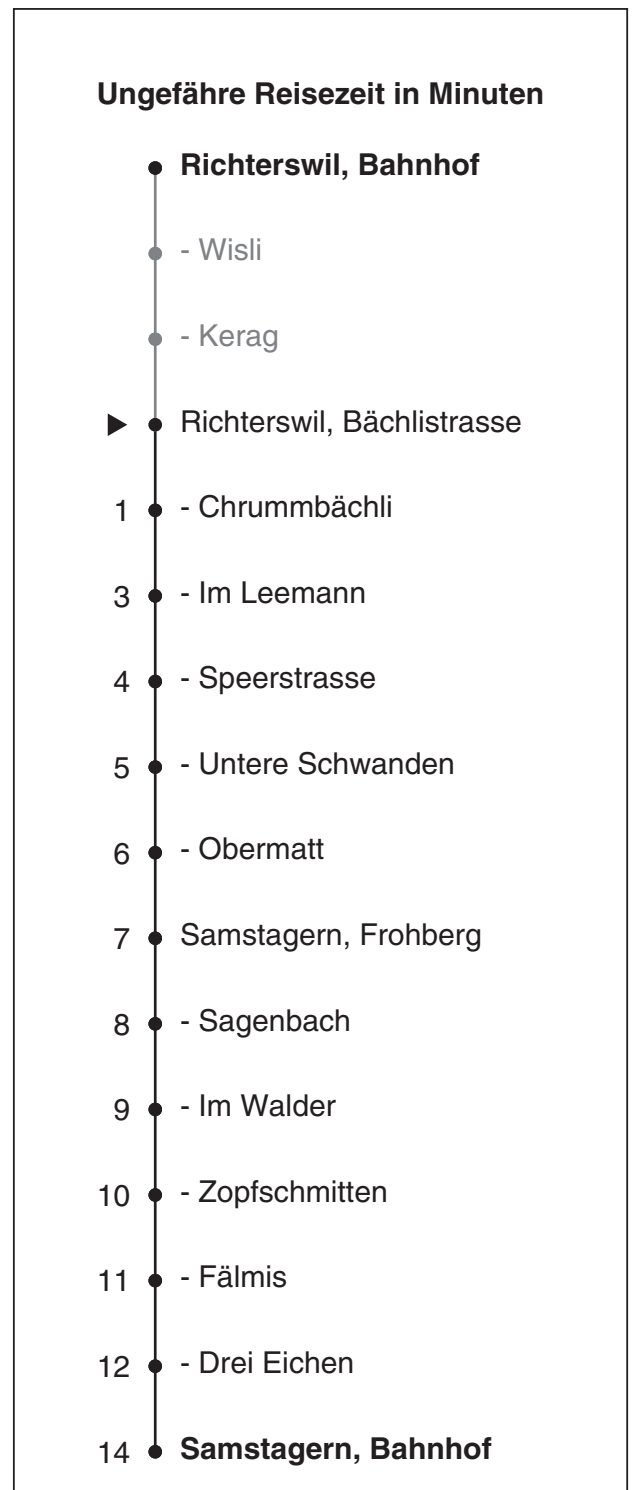 Ungefähre Reisezeit in Minuten
Richterswil, Bahnhof
- Wisli
- Kerag
Richterswil, Bächlistrasse
1 - Chrummbächli
3 - Im Leemann
4 - Speerstrasse
5 - Untere Schwanden
6 - Obermatt
7 Samstagern, Frohberg
8 - Sagenbach
9 - Im Walder
10 - Zopfschmitten
11 - Fälmis
12 - Drei Eichen
14 Samstagern, Bahnhof